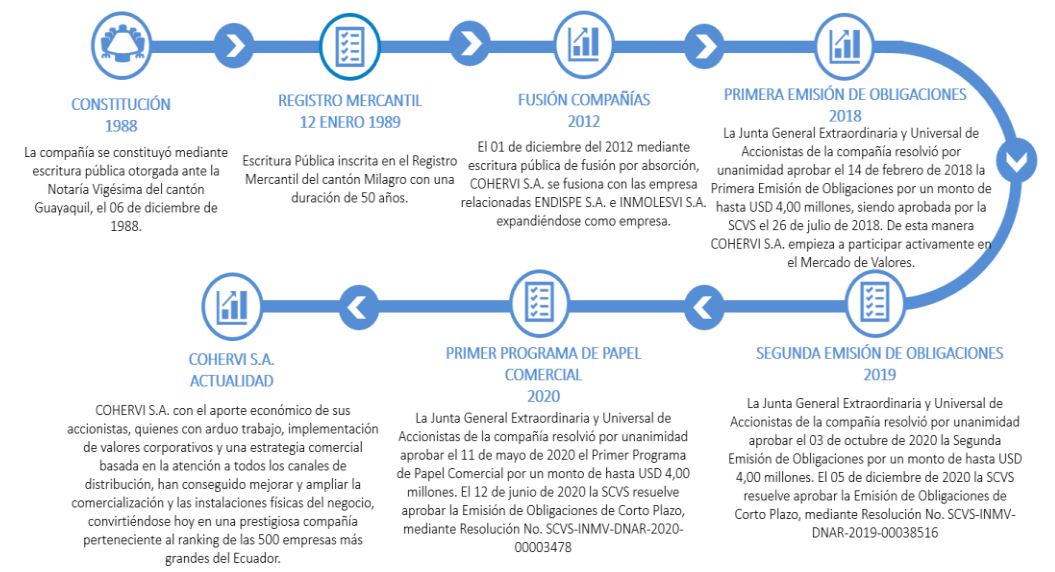 CONSTITUCIÓN
1988
La compañía se constituyó mediante
escritura pública otorgada ante la
Notaría Vigésima del cantón
Guayaquil, el 06 de diciembre de
1988.
REGISTRO MERCANTIL
12 ENERO 1989
Escritura Pública inscrita en el Registro
Mercantil del cantón Milagro con una
duración de 50 años.
FUSIÓN COMPAÑÍAS
2012
El 01 de diciembre del 2012 mediante
escritura pública de fusión por absorción,
COHERVI S.A. se fusiona con las empresa
relacionadas ENDISPE S.A. e INMOLESVI S.A.
expandiéndose como empresa.
PRIMERA EMISIÓN DE OBLIGACIONES
2018
La Junta General Extraordinaria y Universal de
Accionistas de la compañía resolvió por
unanimidad aprobar el 14 de febrero de 2018 la
Primera Emisión de Obligaciones por un monto de
hasta USD 4,00 millones, siendo aprobada por la
SCVS el 26 de julio de 2018. De esta manera
COHERVI S.A. empieza a participar activamente en
el Mercado de Valores.
SEGUNDA EMISIÓN DE OBLIGACIONES
2019
La Junta General Extraordinaria y Universal de
Accionistas de la compañía resolvió por unanimidad
aprobar el 03 de octubre de 2020 la Segunda
Emisión de Obligaciones por un monto de hasta USD
4,00 millones. El 05 de diciembre de 2020 la SCVS
resuelve aprobar la Emisión de Obligaciones de
Corto Plazo, mediante Resolución No. SCVS-INMV-
DNAR-2019-00038516
PRIMER PROGRAMA DE PAPEL
COMERCIAL
2020
La Junta General Extraordinaria y Universal de
Accionistas de la compañía resolvió por unanimidad
aprobar el 11 de mayo de 2020 el Primer Programa
de Papel Comercial por un monto de hasta USD 4,00
millones. El 12 de junio de 2020 la SCVS resuelve
aprobar la Emisión de Obligaciones de Corto Plazo,
mediante Resolución No. SCVS-INMV-DNAR-2020-
00003478
COHERVI S.A.
ACTUALIDAD
COHERVI S.A. con el aporte económico de sus
accionistas, quienes con arduo trabajo, implementación
de valores corporativos y una estrategia comercial
basada en la atención a todos los canales de
distribución, han conseguido mejorar y ampliar la
comercialización y las instalaciones físicas del negocio,
convirtiéndose hoy en una prestigiosa compañía
perteneciente al ranking de las 500 empresas más
grandes del Ecuador.